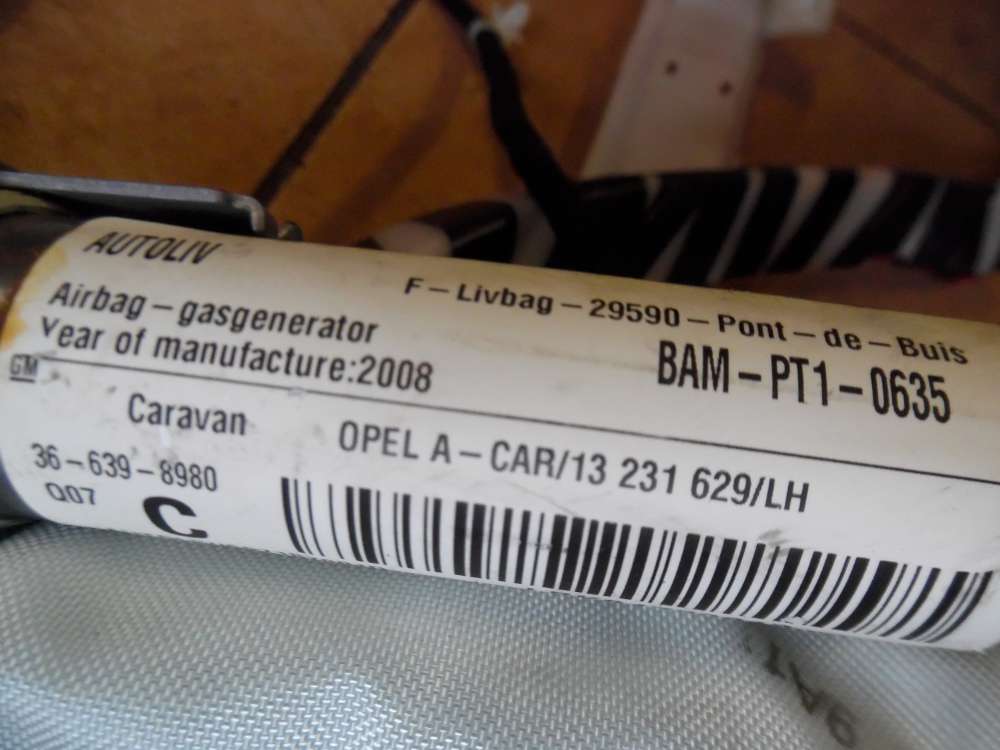 AUTOLIV
F-Livbag-29590-Pont-de-Buis
Airbag-gasgenerator
BAM-PT1-0635
Year of manufacture:2008
GM
Caravan
OPEL A-CAR/13 231 629/LH
36-639-8980
Q07
C